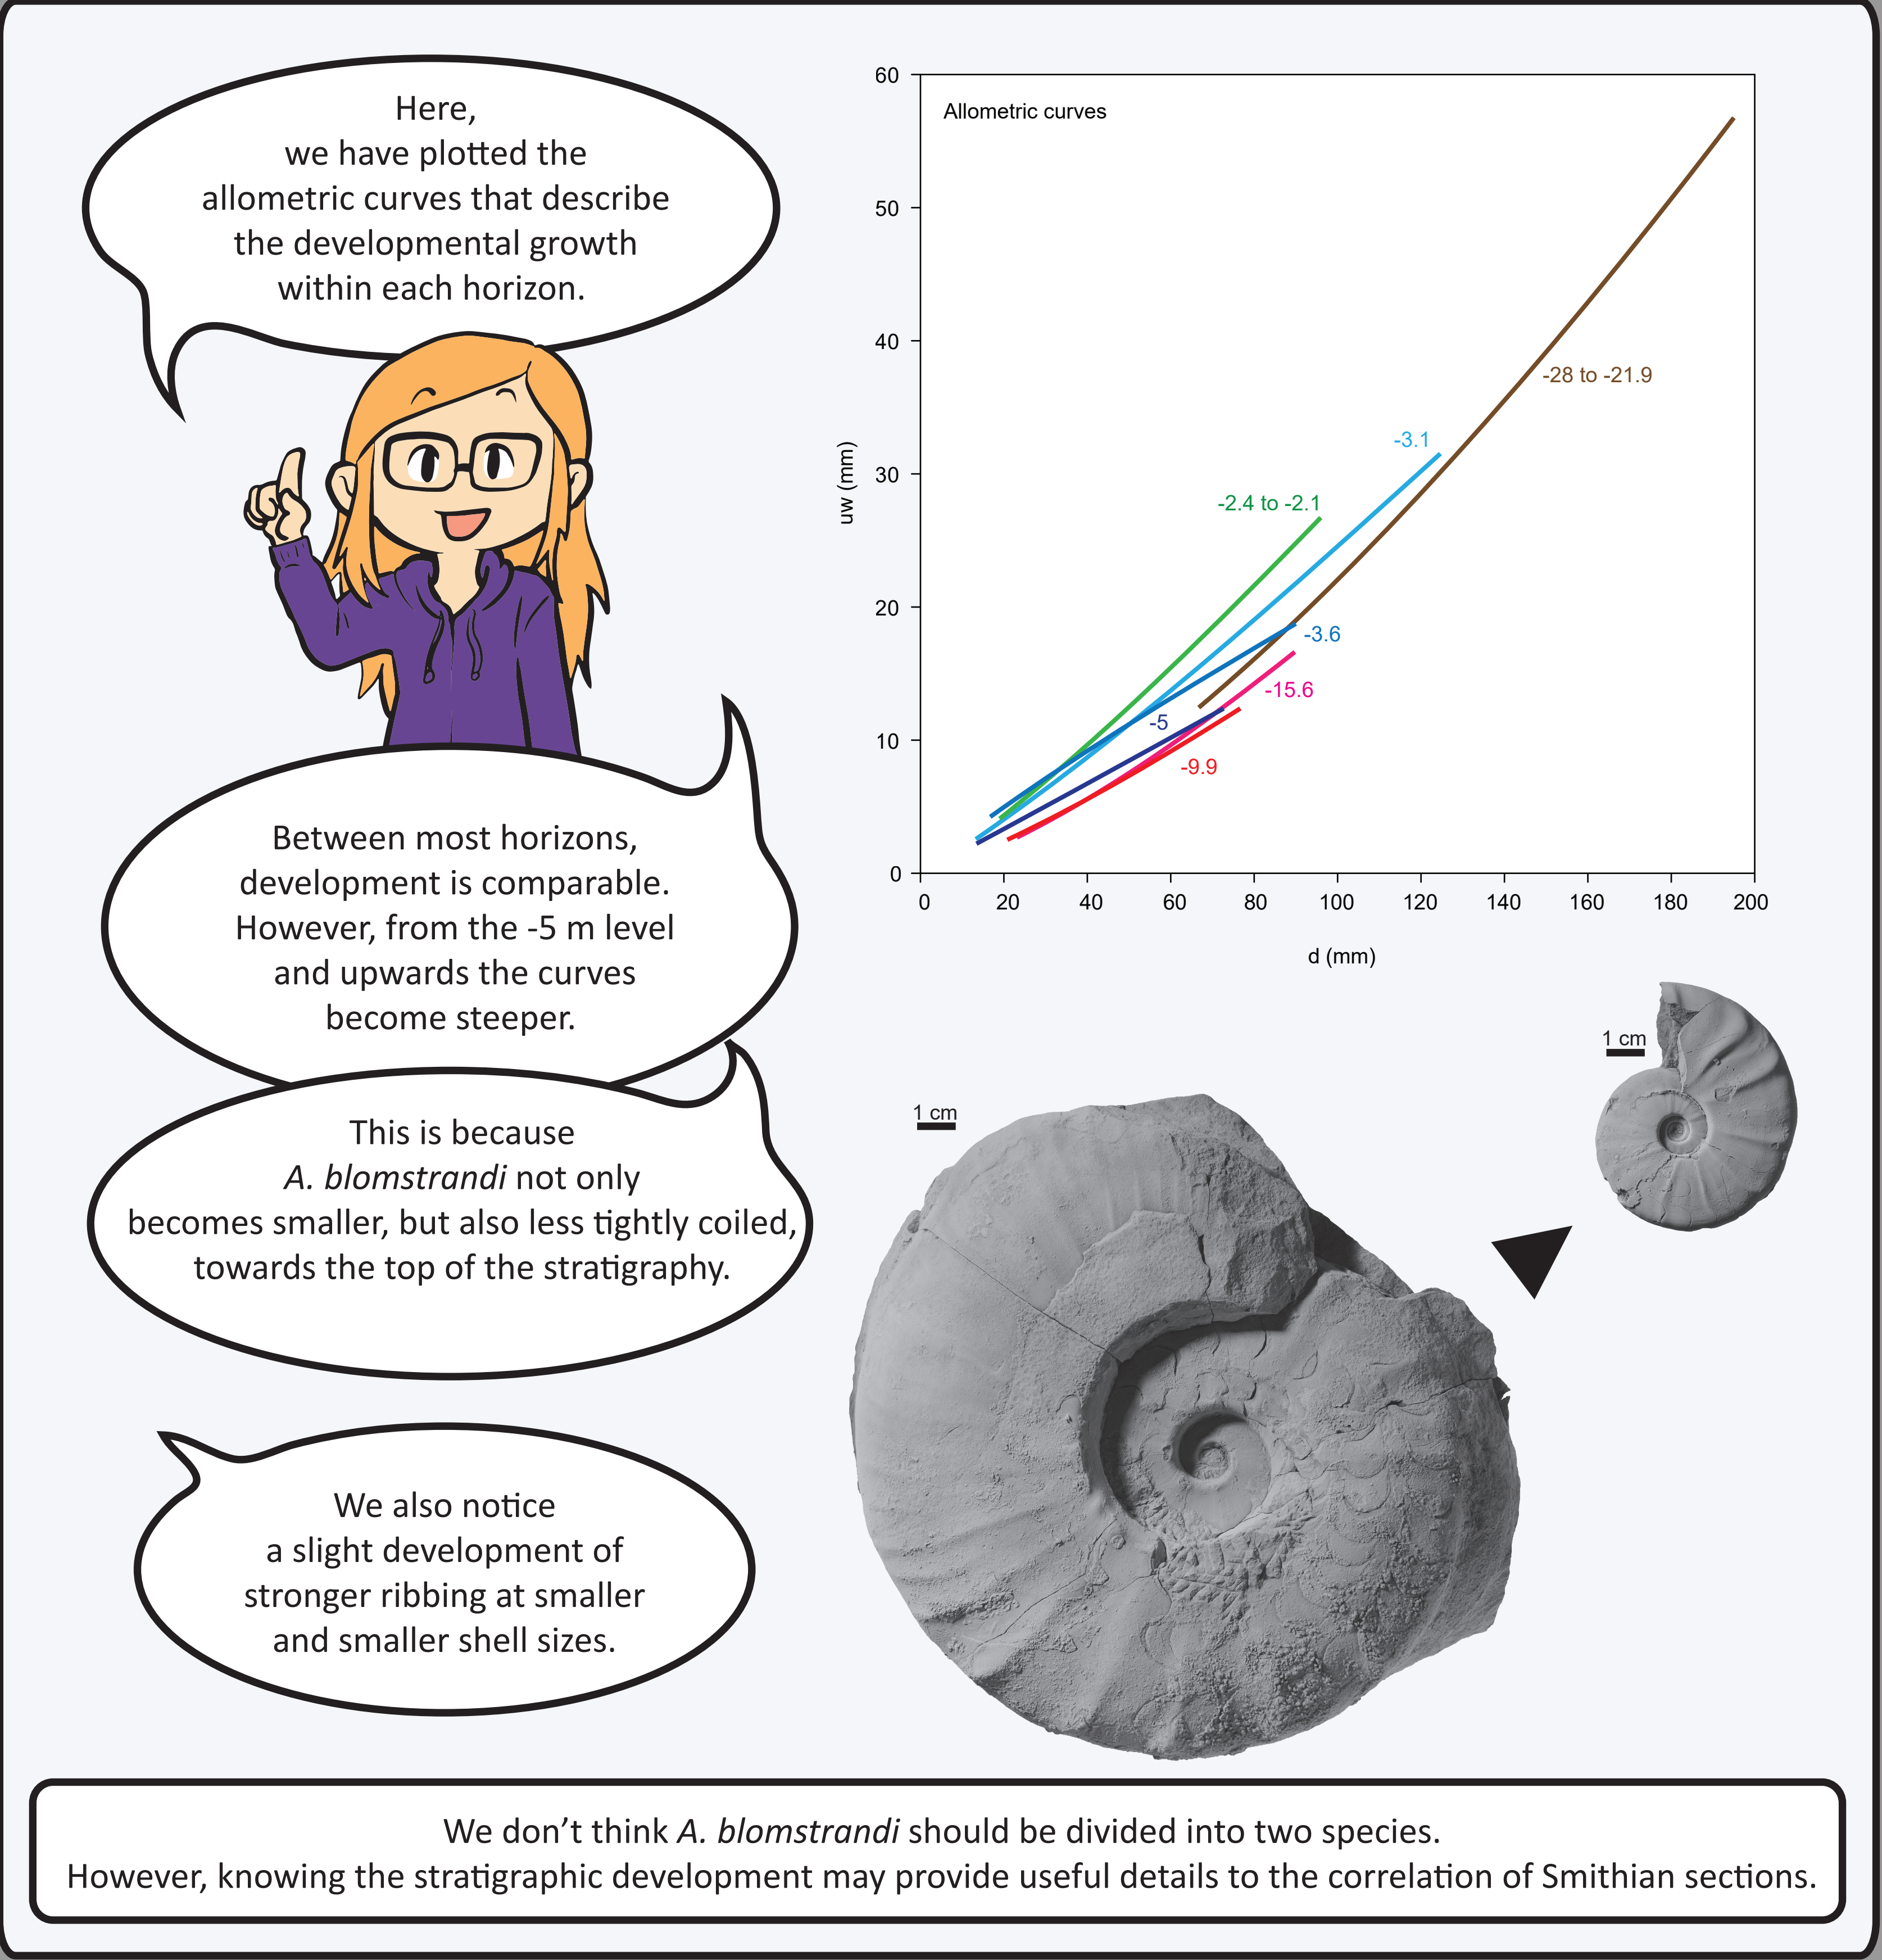 Here,
we have plotted the
allometric curves that describe
the developmental growth
within each horizon.
Between most horizons,
development is comparable.
However, from the -5 m level
and upwards the curves
become steeper.
This is because
A. blomstrandi not only
becomes smaller, but also less tightly coiled,
towards the top of the stratigraphy.
We also notice
a slight development of
stronger ribbing at smaller
and smaller shell sizes.
Allometric curves
60
50
40
30
20
10
0
uw (mm)
-28 to -21.9
-3.1
-2.4 to -2.1
-3.6
-15.6
-5
-9.9
0 20 40 60 80 100 120 140 160 180 200
d (mm)
1 cm
1 cm
We don’t think A. blomstrandi should be divided into two species.
However, knowing the stratigraphic development may provide useful details to the correlation of Smithian sections.